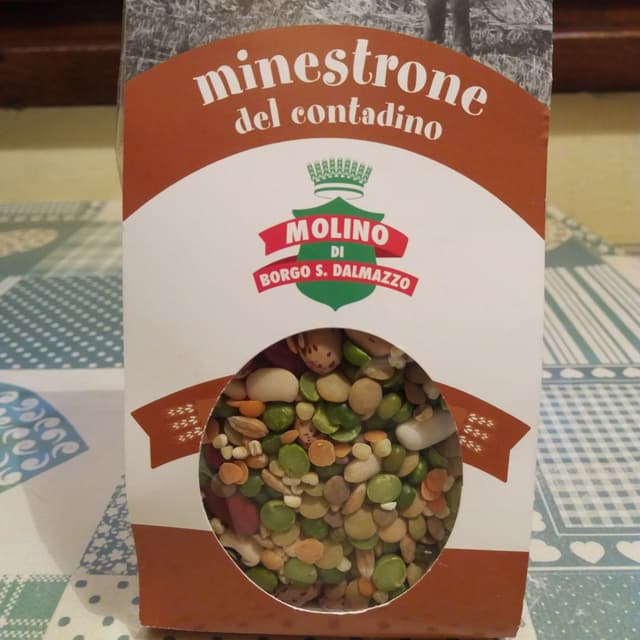 minestrone
del contadino
MOLINO
DI
BORGO S. DALMAZZO